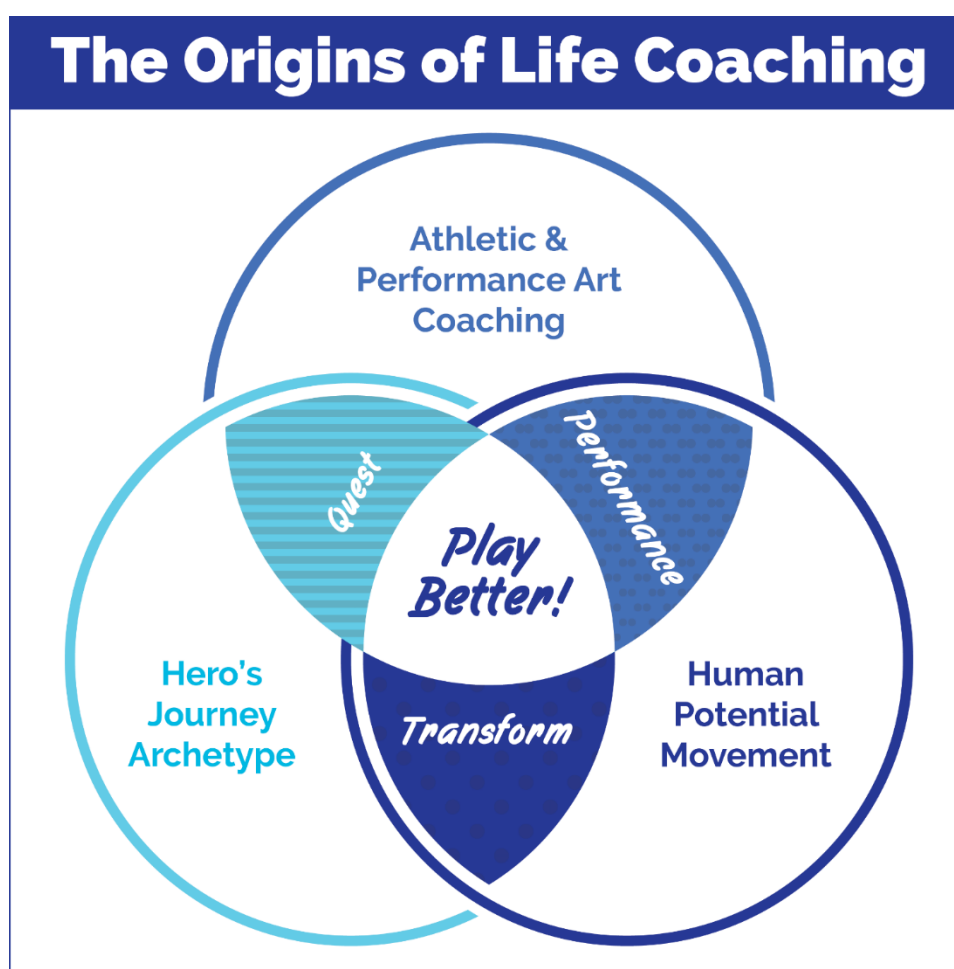 The Origins of Life Coaching
Athletic &
Performance Art
Coaching
Quest
Performance
Play
Better!
Hero's
Journey
Archetype
Transform
Human
Potential
Movement